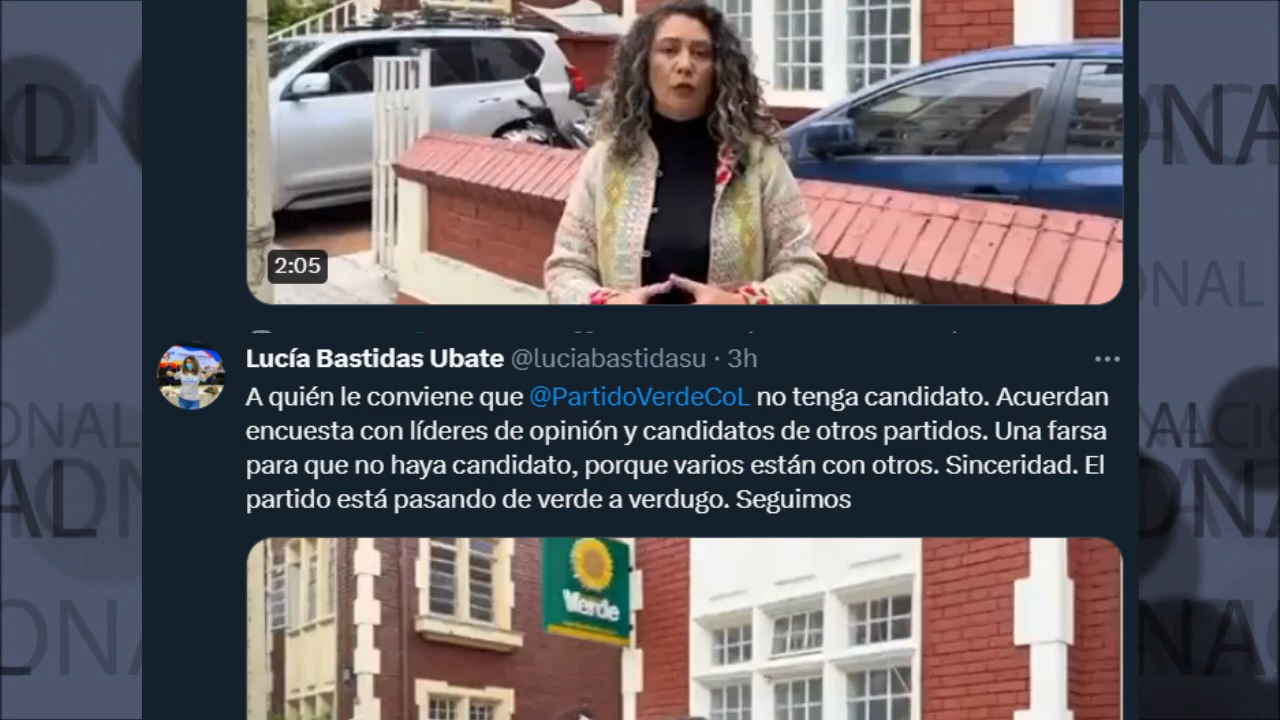 2:05
Lucía Bastidas Ubate @luciabastidasu · 3h
A quién le conviene que @PartidoVerdeCoL no tenga candidato. Acuerdan
encuesta con líderes de opinión y candidatos de otros partidos. Una farsa
para que no haya candidato, porque varios están con otros. Sinceridad. El
partido está pasando de verde a verdugo. Seguimos
Verde